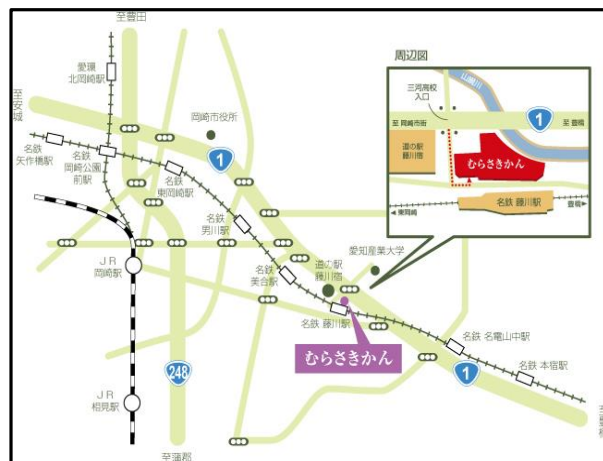 至豊田
愛環
北岡崎駅
至安城
岡崎市役所
1
名鉄
矢作橋駅
名鉄
岡崎公園
前駅
名鉄
東岡崎駅
名鉄
男川駅
JR
岡崎駅
名鉄
美合駅
道の駅
藤川宿
愛知産業大学
名鉄 藤川駅
むらさきかん
名鉄 名電山中駅
名鉄 本宿駅
1
248
JR
相見駅
至蒲郡
至豊橋
周辺図
三河高校
入口
山綱川
至 岡崎市街
1
至 豊橋
道の駅
藤川宿
むらさきかん
名鉄 藤川駅
東岡崎
豊橋